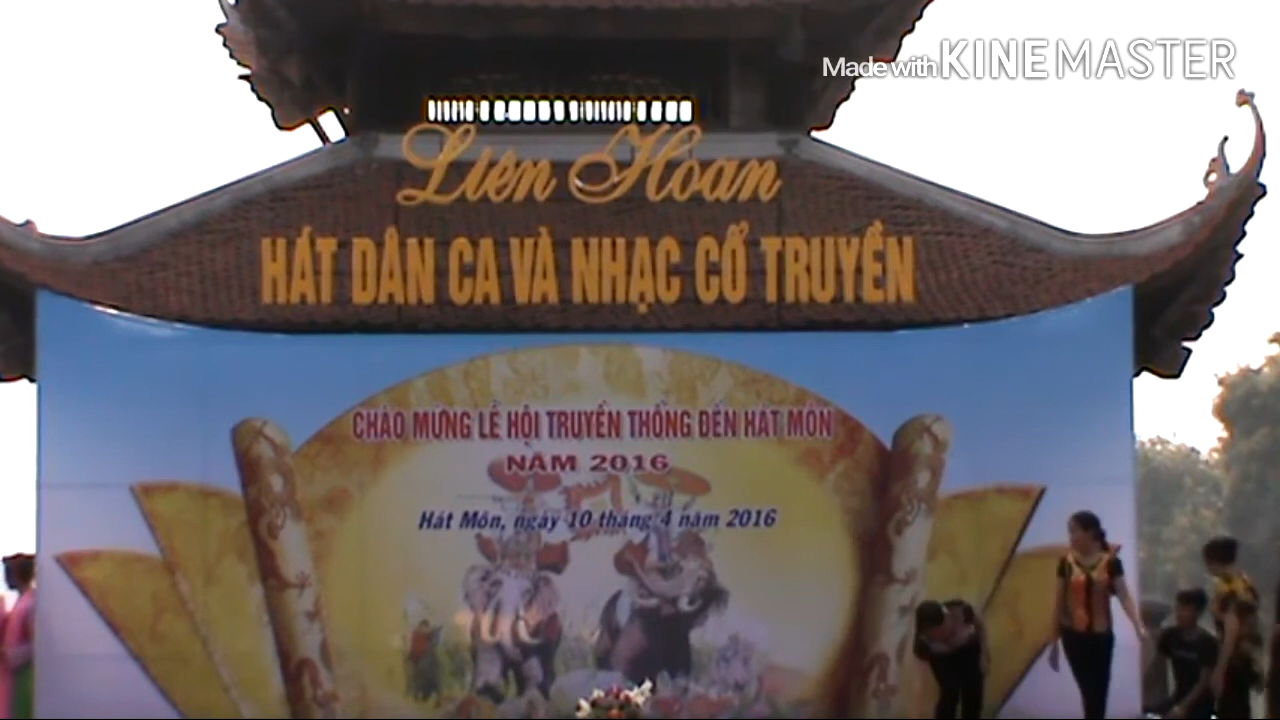 Made with KINEMASTER
Liên Hoan
HÁT DÂN CA VÀ NHẠC CỔ TRUYỀN
CHÀO MỪNG LỄ HỘI TRUYỀN THỐNG ĐỀN HÁT MÔN
NĂM 2016
Hát Môn, ngày 10 tháng 4 năm 2016